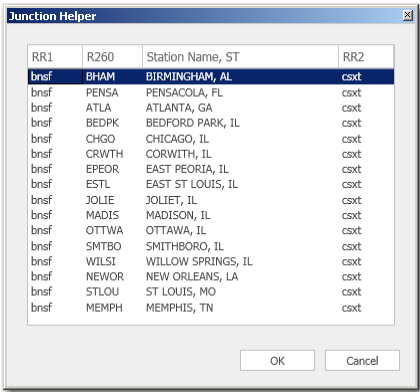 Junction Helper
RR1 R260 Station Name, ST RR2
bnsf BHAM BIRMINGHAM, AL csxt
bnsf PENSA PENSACOLA, FL csxt
bnsf ATLA ATLANTA, GA csxt
bnsf BEDPK BEDFORD PARK, IL csxt
bnsf CHGO CHICAGO, IL csxt
bnsf CRWTH CORWITH, IL csxt
bnsf EPEOR EAST PEORIA, IL csxt
bnsf ESTL EAST ST LOUIS, IL csxt
bnsf JOLIE JOLIET, IL csxt
bnsf MADIS MADISON, IL csxt
bnsf OTTWA OTTAWA, IL csxt
bnsf SMTBO SMITHBORO, IL csxt
bnsf WILSI WILLOW SPRINGS, IL csxt
bnsf NEWOR NEW ORLEANS, LA csxt
bnsf STLOU ST LOUIS, MO csxt
bnsf MEMPH MEMPHIS, TN csxt
OK Cancel